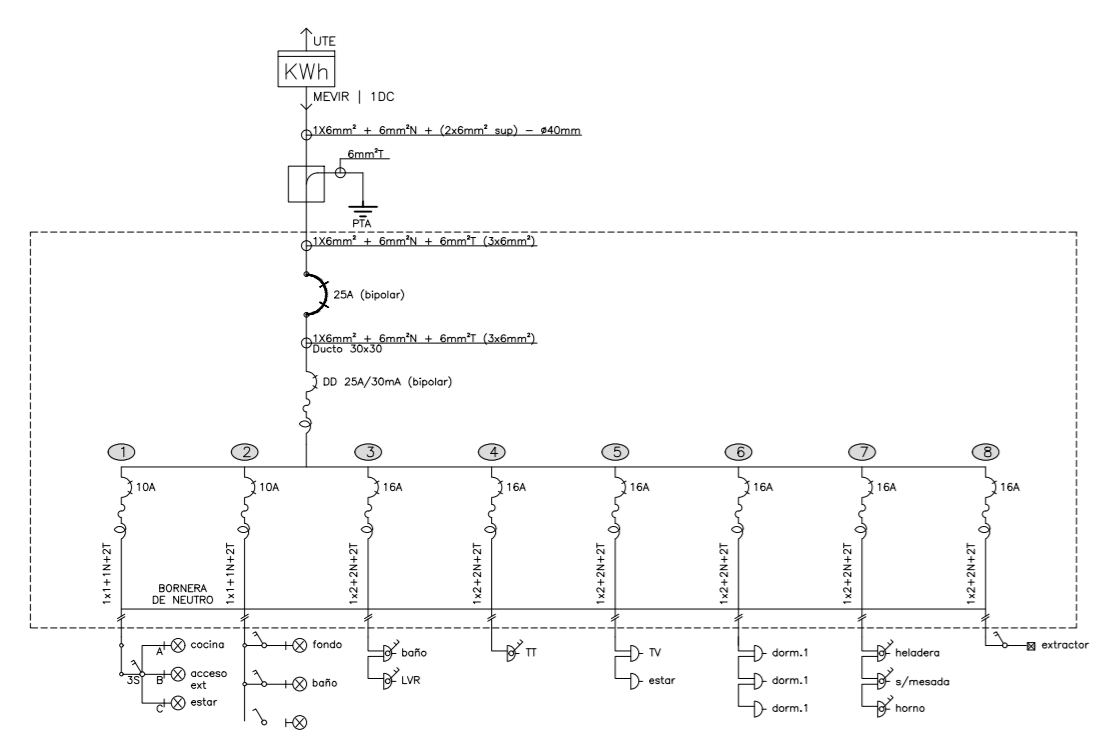 UTE
KWh
MEVIR | 1DC
1X6mm² + 6mm²N + (2x6mm² sup) – ø40mm
6mm²T
PTA
1X6mm² + 6mm²N + 6mm²T (3x6mm²)
25A (bipolar)
1X6mm² + 6mm²N + 6mm²T (3x6mm²)
Ducto 30x30
DD 25A/30mA (bipolar)
1 2 3 4 5 6 7 8
10A 10A 16A 16A 16A 16A 16A 16A
1x1+1N+2T
1x1+1N+2T
1x2+2N+2T
1x2+2N+2T
1x2+2N+2T
1x2+2N+2T
1x2+2N+2T
1x2+2N+2T
BORNERA
DE NEUTRO
3S
A cocina
B acceso
ext
C estar
fondo
baño
baño
LVR
TT
TV
estar
dorm.1
dorm.1
dorm.1
heladera
s/mesada
horno
extractor